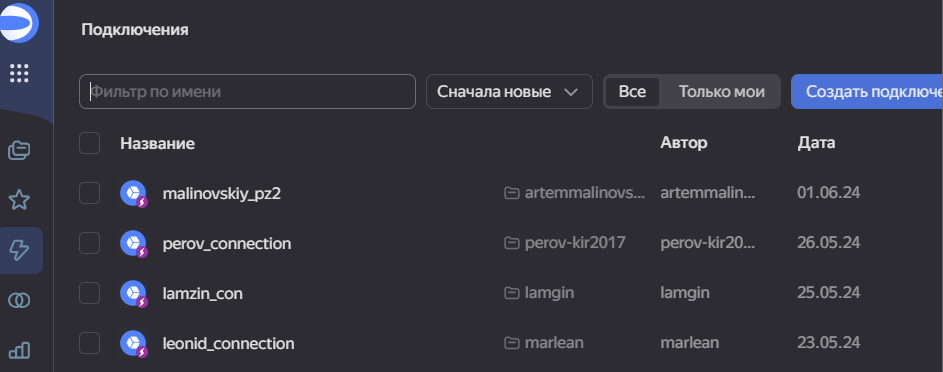 Подключения
Фильтр по имени Сначала новые Все Только мои Создать подключе
Название Автор Дата
malinovskiy_pz2 artemmalinovs... artemmalin... 01.06.24
perov_connection perov-kir2017 perov-kir20... 26.05.24
lamzin_con lamgin lamgin 25.05.24
leonid_connection marlean marlean 23.05.24